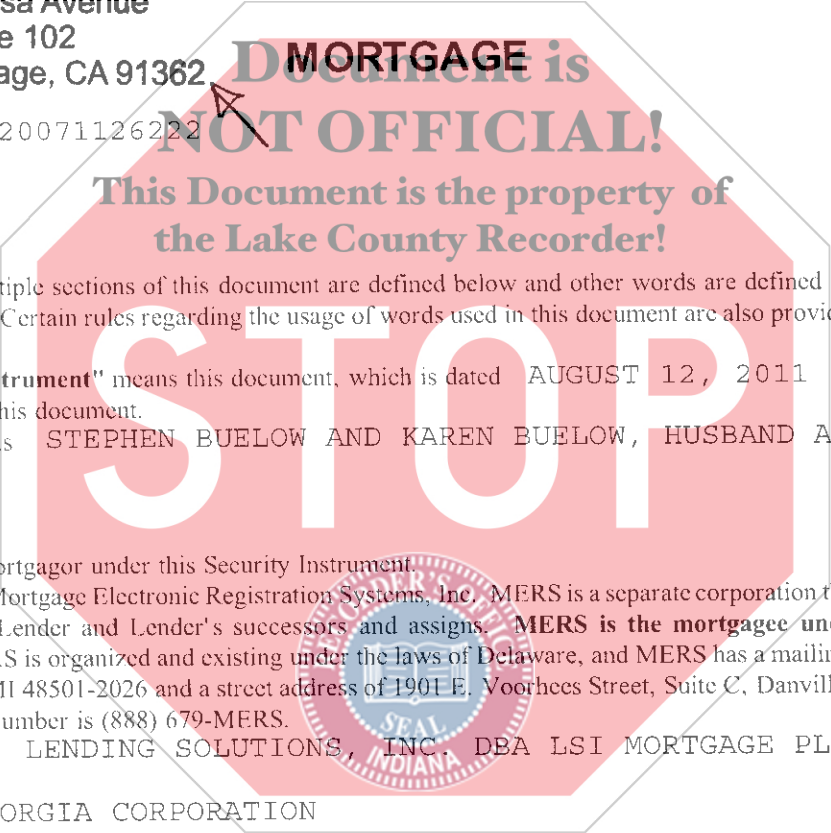 sa Avenue
e 102
age, CA 91362
MORTGAGE
Document is
20071126222
NOT OFFICIAL!
This Document is the property of
the Lake County Recorder!
tiple sections of this document are defined below and other words are defined
Certain rules regarding the usage of words used in this document are also provid
trument" means this document, which is dated AUGUST 12, 2011
his document.
s STEPHEN BUELOW AND KAREN BUELOW, HUSBAND A
STOP
ortgagor under this Security Instrument.
Mortgage Electronic Registration Systems, Inc. MERS is a separate corporation t
Lender and Lender's successors and assigns. MERS is the mortgagee und
RS is organized and existing under the laws of Delaware, and MERS has a mailin
MI 48501-2026 and a street address of 1901 E. Voorhees Street, Suite C, Danvill
umber is (888) 679-MERS.
LENDING SOLUTIONS, INC. DBA LSI MORTGAGE PL
ORGIA CORPORATION
RECORDER'S OFFICE
SEAL
INDIANA